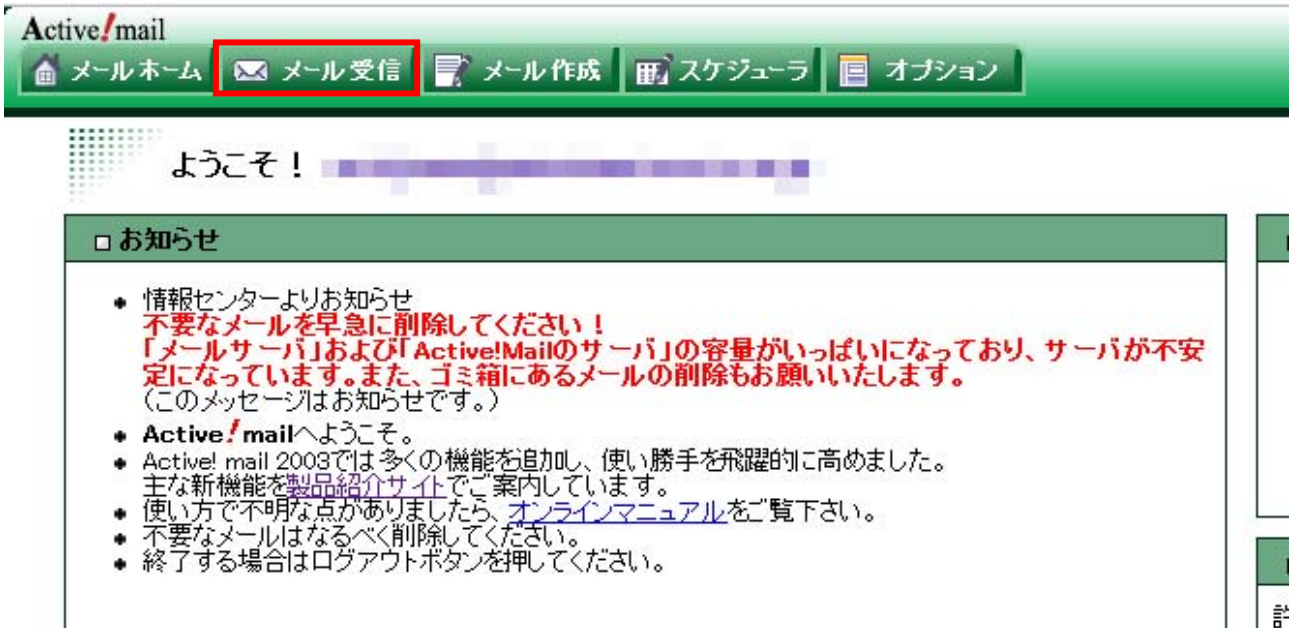 Active!mail
メールホーム メール受信 メール作成 スケジューラ オプション
ようこそ！
お知らせ
情報センターよりお知らせ
不要なメールを早急に削除してください！
「メールサーバ」および「Active!Mailのサーバ」の容量がいっぱいになっており、サーバが不安
定になっています。また、ゴミ箱にあるメールの削除もお願いいたします。
（このメッセージはお知らせです。）
Active!mailへようこそ。
Active! mail 2003では多くの機能を追加し、使い勝手を飛躍的に高めました。
主な新機能を製品紹介サイトでご案内しています。
使い方で不明な点がありましたら、オンラインマニュアルをご覧下さい。
不要なメールはなるべく削除してください。
終了する場合はログアウトボタンを押してください。